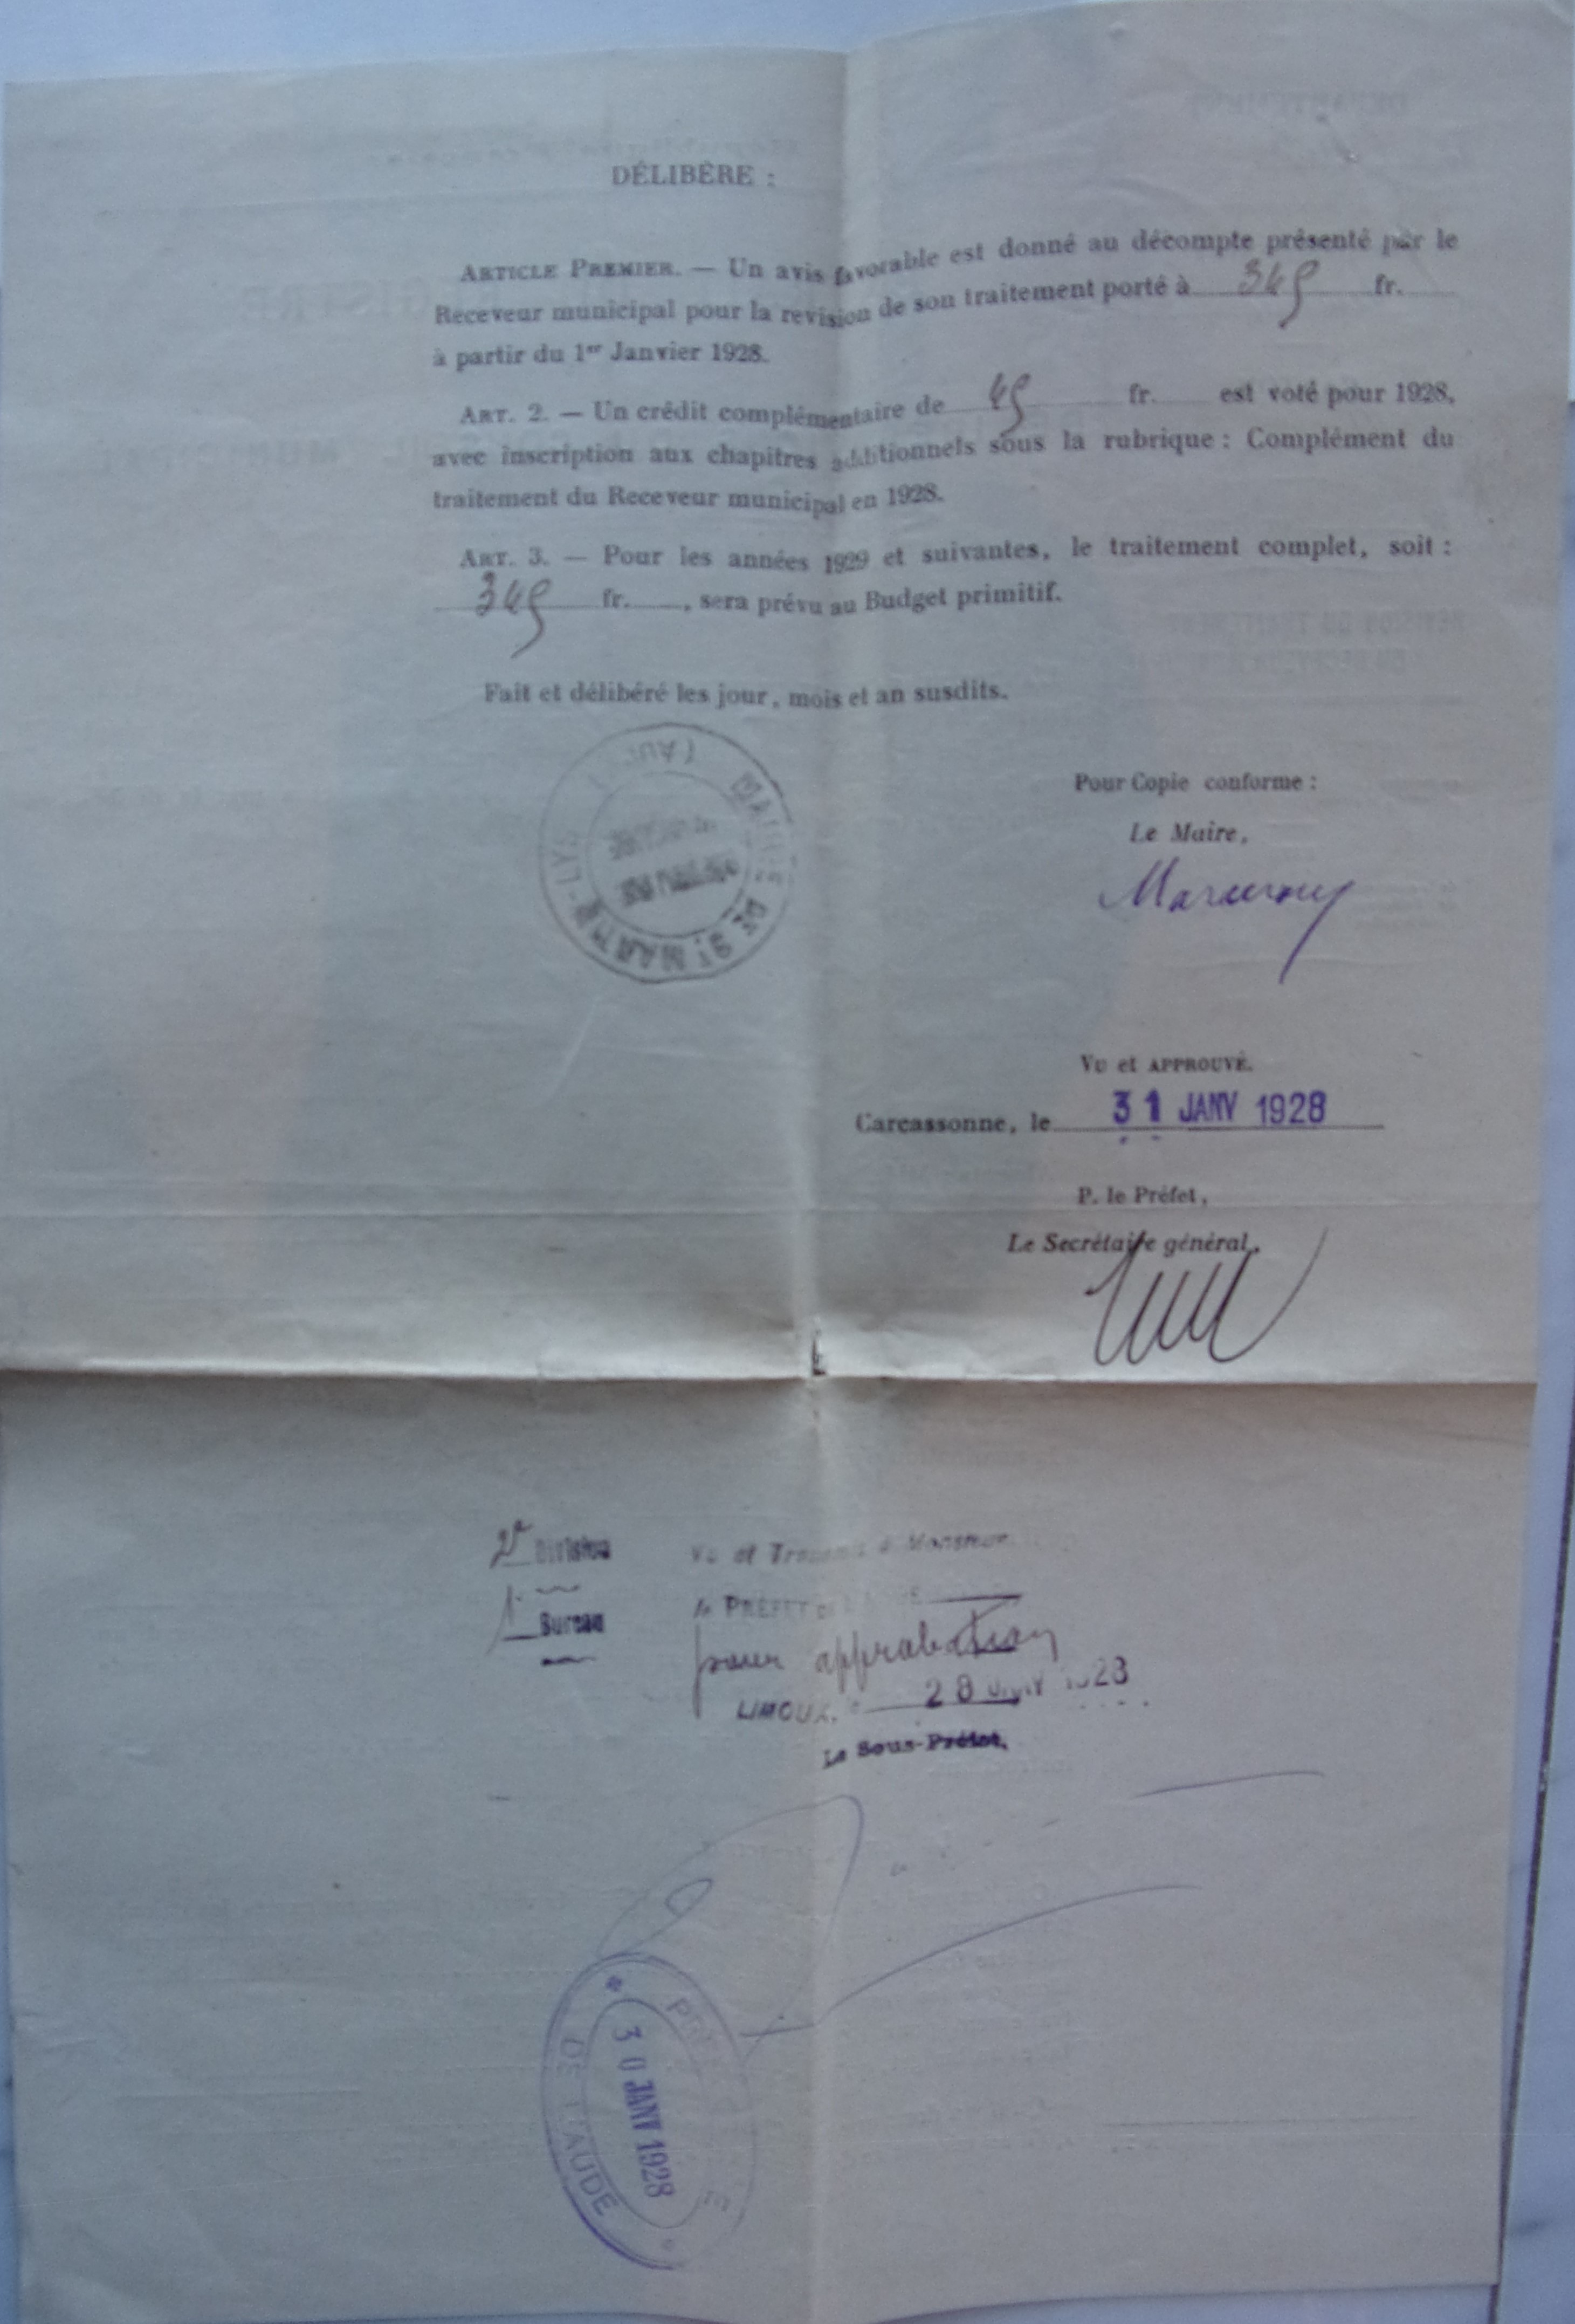 DÉLIBÈRE :
ARTICLE PREMIER. — Un avis favorable est donné au décompte présenté par le
Receveur municipal pour la revision de son traitement porté à 345 fr.
à partir du 1er Janvier 1928.
ART. 2. — Un crédit complémentaire de 45 fr. est voté pour 1928,
avec inscription aux chapitres additionnels sous la rubrique : Complément du
traitement du Receveur municipal en 1928.
ART. 3. — Pour les années 1929 et suivantes, le traitement complet, soit :
345 fr. , sera prévu au Budget primitif.
Fait et délibéré les jour, mois et an susdits.
MAIRIE DE St MARTIN-LYS (AUDE)
Pour Copie conforme :
Le Maire,
Vu et APPROUVÉ.
Carcassonne, le 31 JANV 1928
P. le Préfet,
Le Secrétaire général,
2e Division Vu et Transmis à Monsieur
1er Bureau le PRÉFET DE L'AUDE
pour approbation
LIMOUX, le 28 JANV 1928
Le Sous-Préfet,
PRÉFECTURE DE L'AUDE
30 JANV 1928